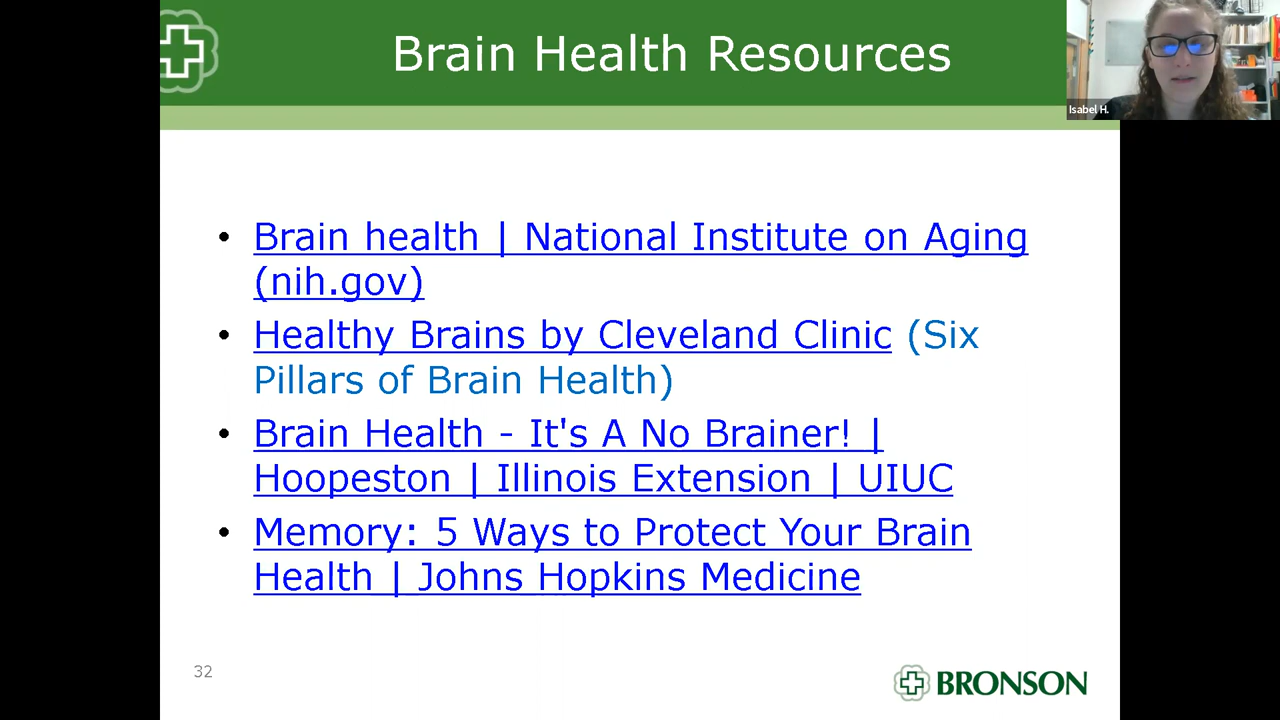 Brain Health Resources
Isabel H.
• Brain health | National Institute on Aging
(nih.gov)
• Healthy Brains by Cleveland Clinic (Six
Pillars of Brain Health)
• Brain Health - It's A No Brainer! |
Hoopeston | Illinois Extension | UIUC
• Memory: 5 Ways to Protect Your Brain
Health | Johns Hopkins Medicine
32
BRONSON